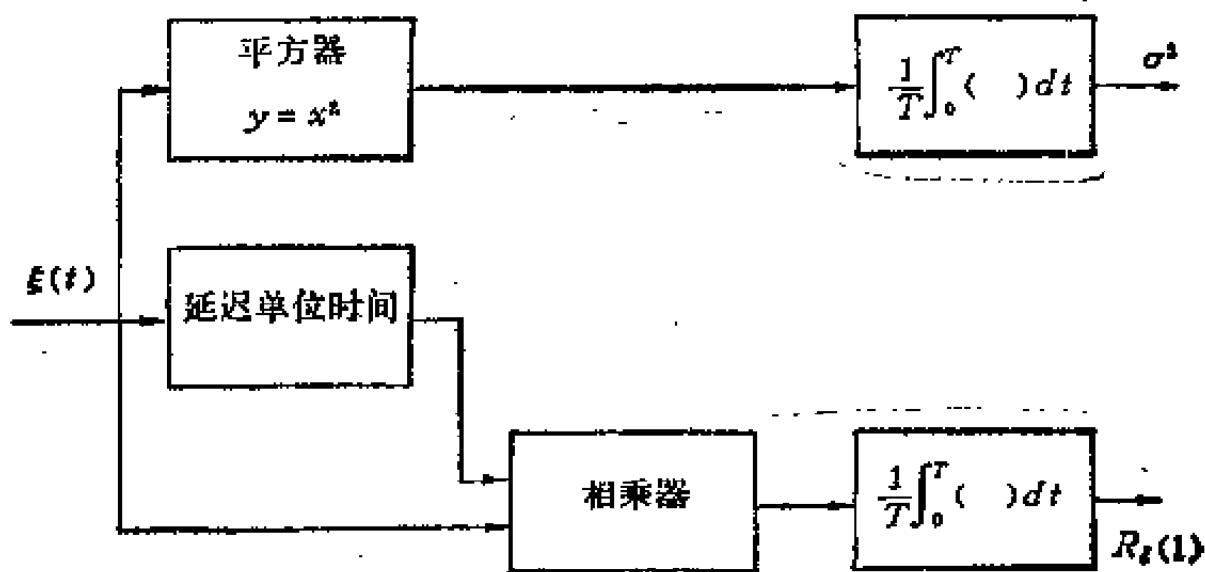 平方器
y = x²
1/T ∫₀ᵀ (  ) dt
σ²
ξ(t)
延迟单位时间
相乘器
1/T ∫₀ᵀ (  ) dt
R_ξ(1)